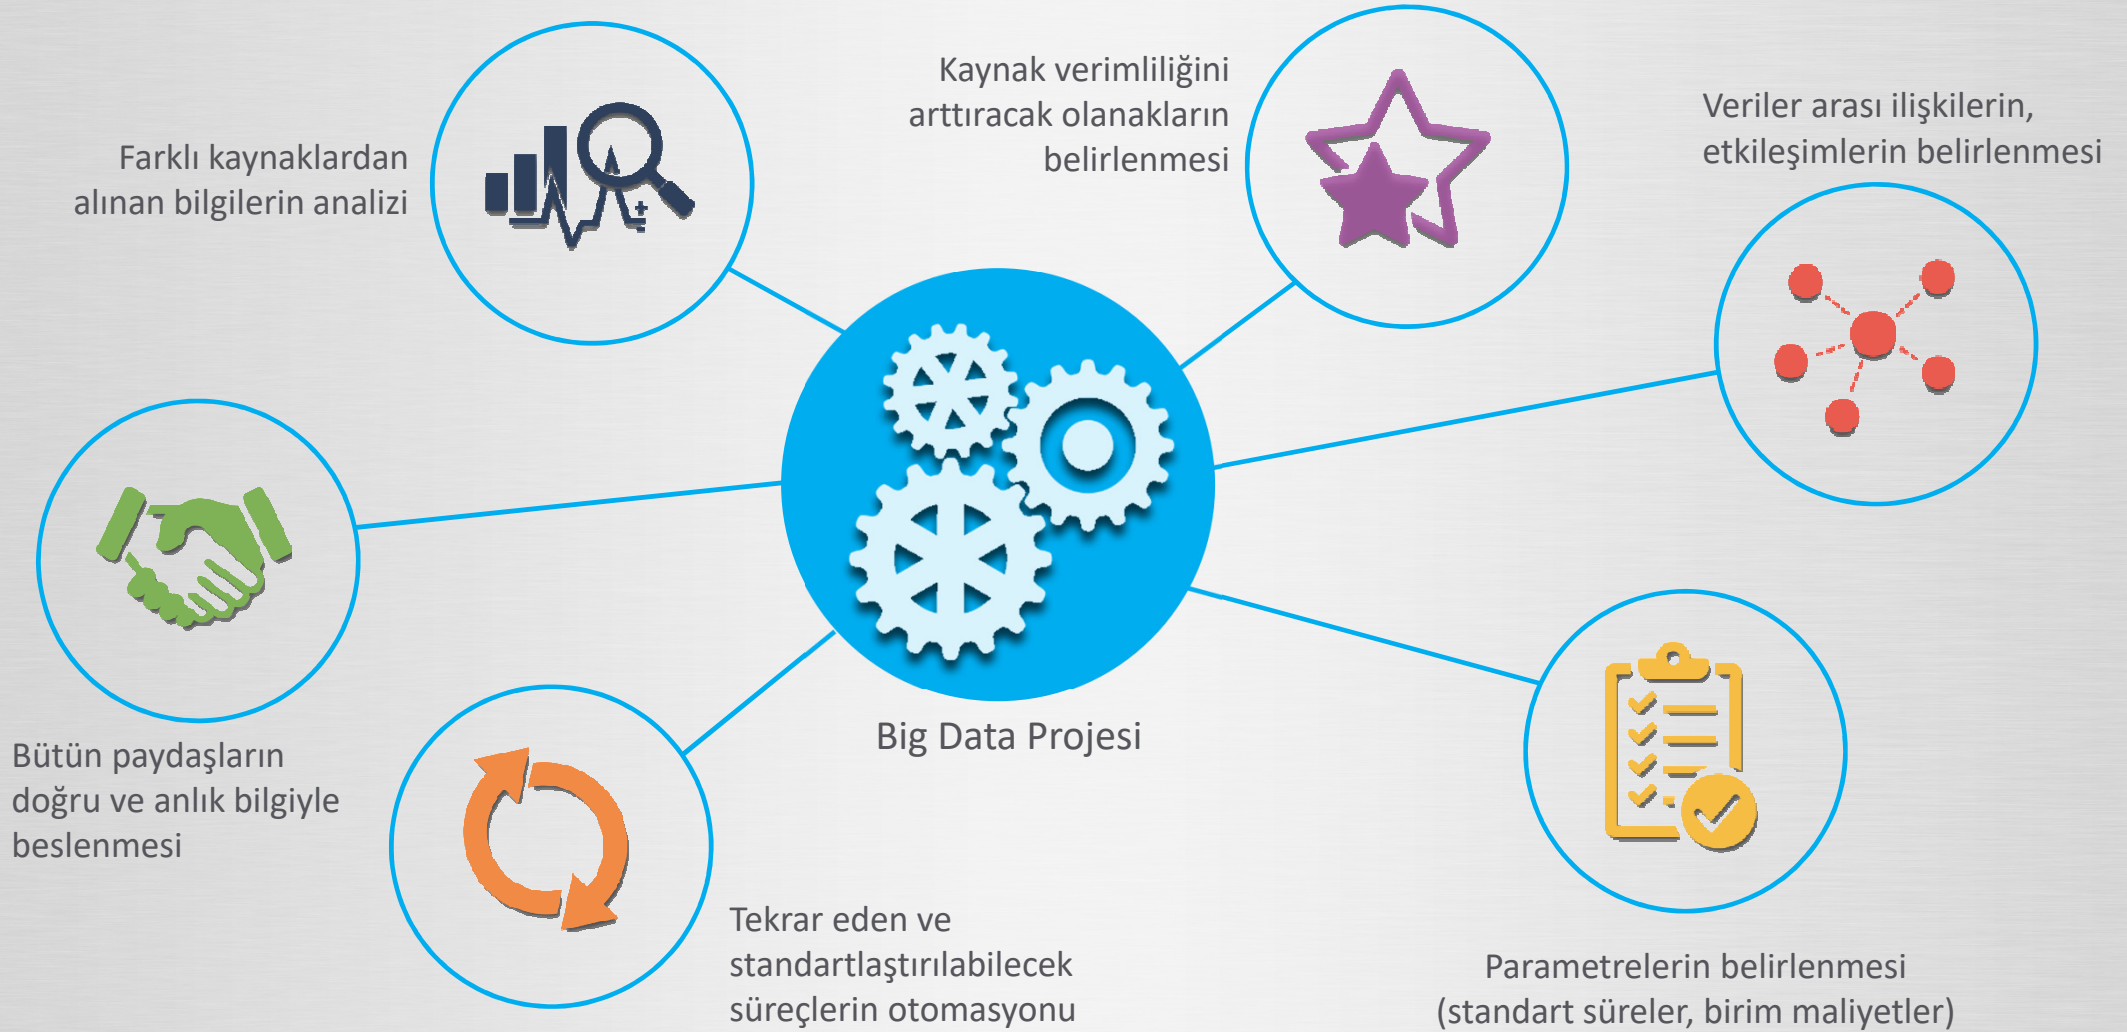 Farklı kaynaklardan
alınan bilgilerin analizi
Kaynak verimliliğini
arttıracak olanakların
belirlenmesi
Veriler arası ilişkilerin,
etkileşimlerin belirlenmesi
Big Data Projesi
Bütün paydaşların
doğru ve anlık bilgiyle
beslenmesi
Tekrar eden ve
standartlaştırılabilecek
süreçlerin otomasyonu
Parametrelerin belirlenmesi
(standart süreler, birim maliyetler)